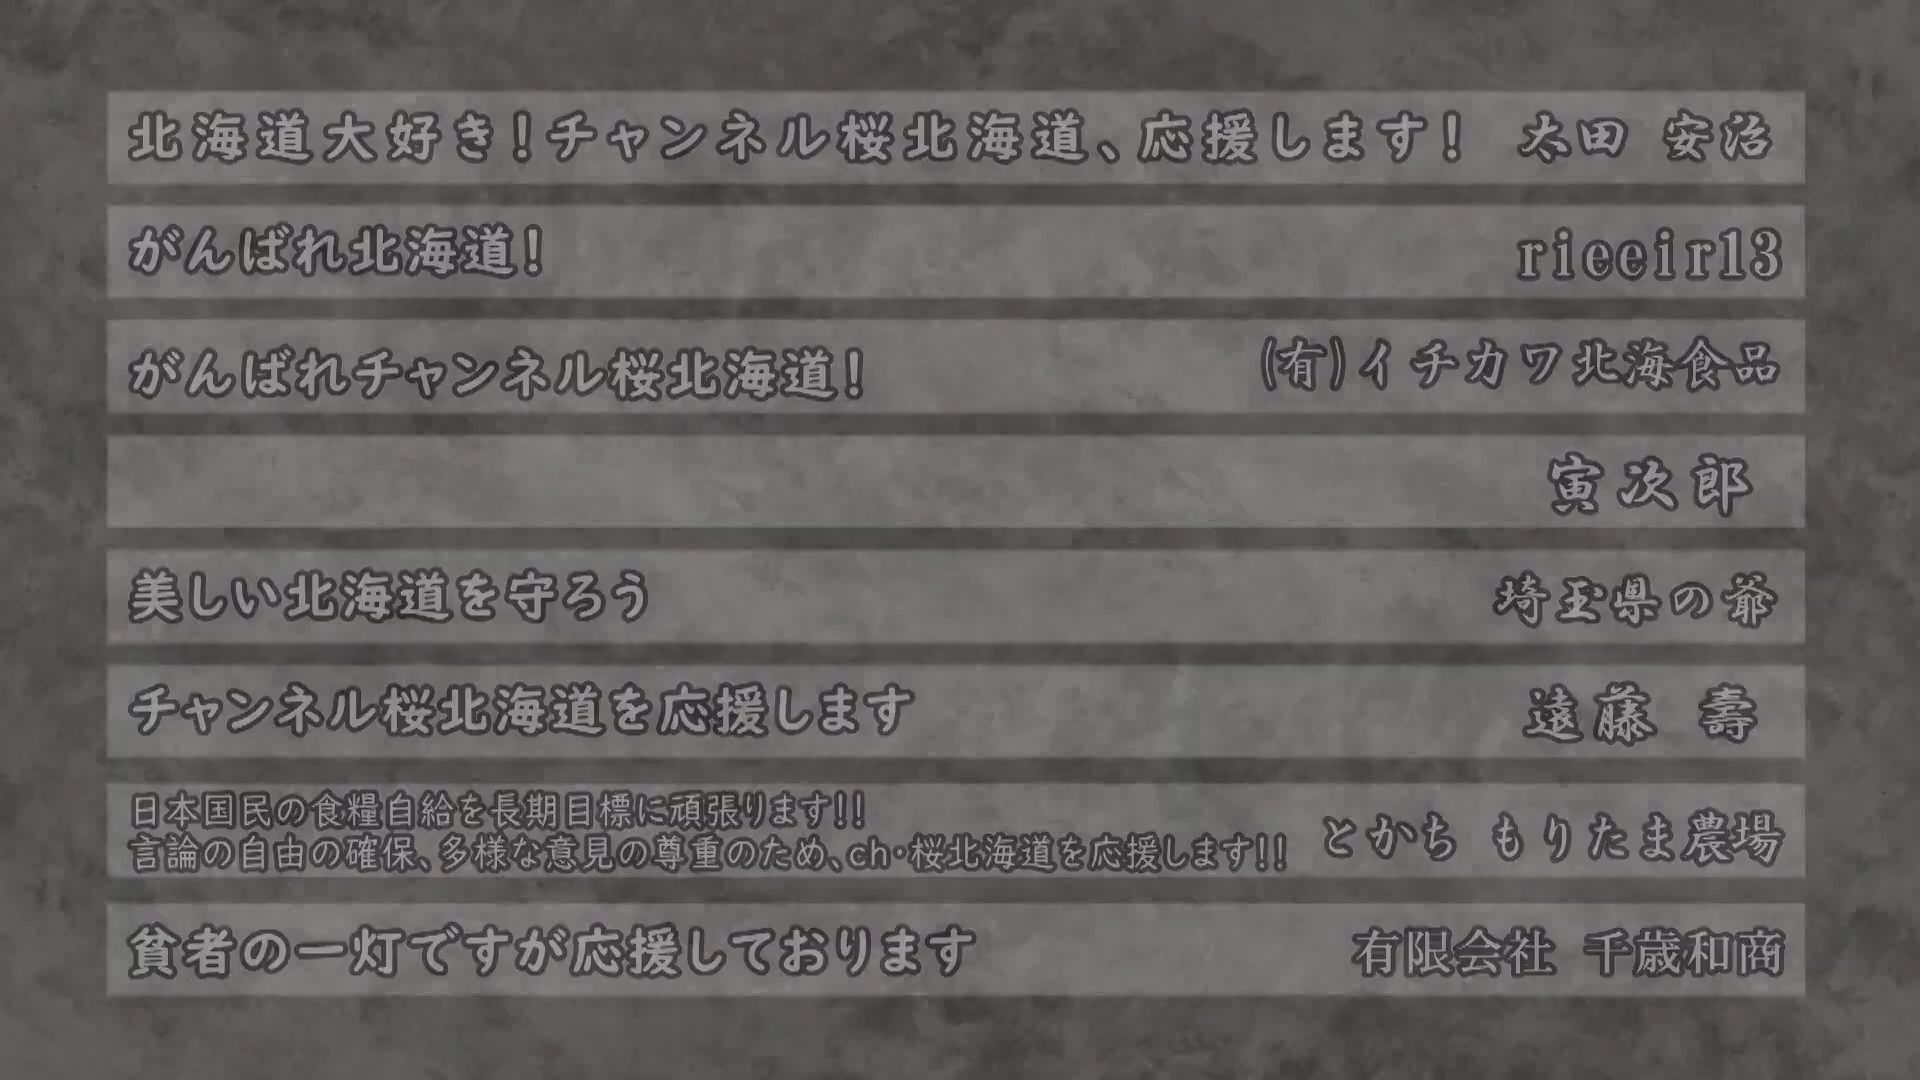 北海道大好き！チャンネル桜北海道、応援します！ 太田 安治
がんばれ北海道！ rieeir13
がんばれチャンネル桜北海道！ (有)イチカワ北海食品
寅次郎
美しい北海道を守ろう 埼玉県の爺
チャンネル桜北海道を応援します 遠藤 壽
日本国民の食糧自給を長期目標に頑張ります!!
言論の自由の確保、多様な意見の尊重のため、ch・桜北海道を応援します!! とかち もりたま農場
貧者の一灯ですが応援しております 有限会社 千歳和商